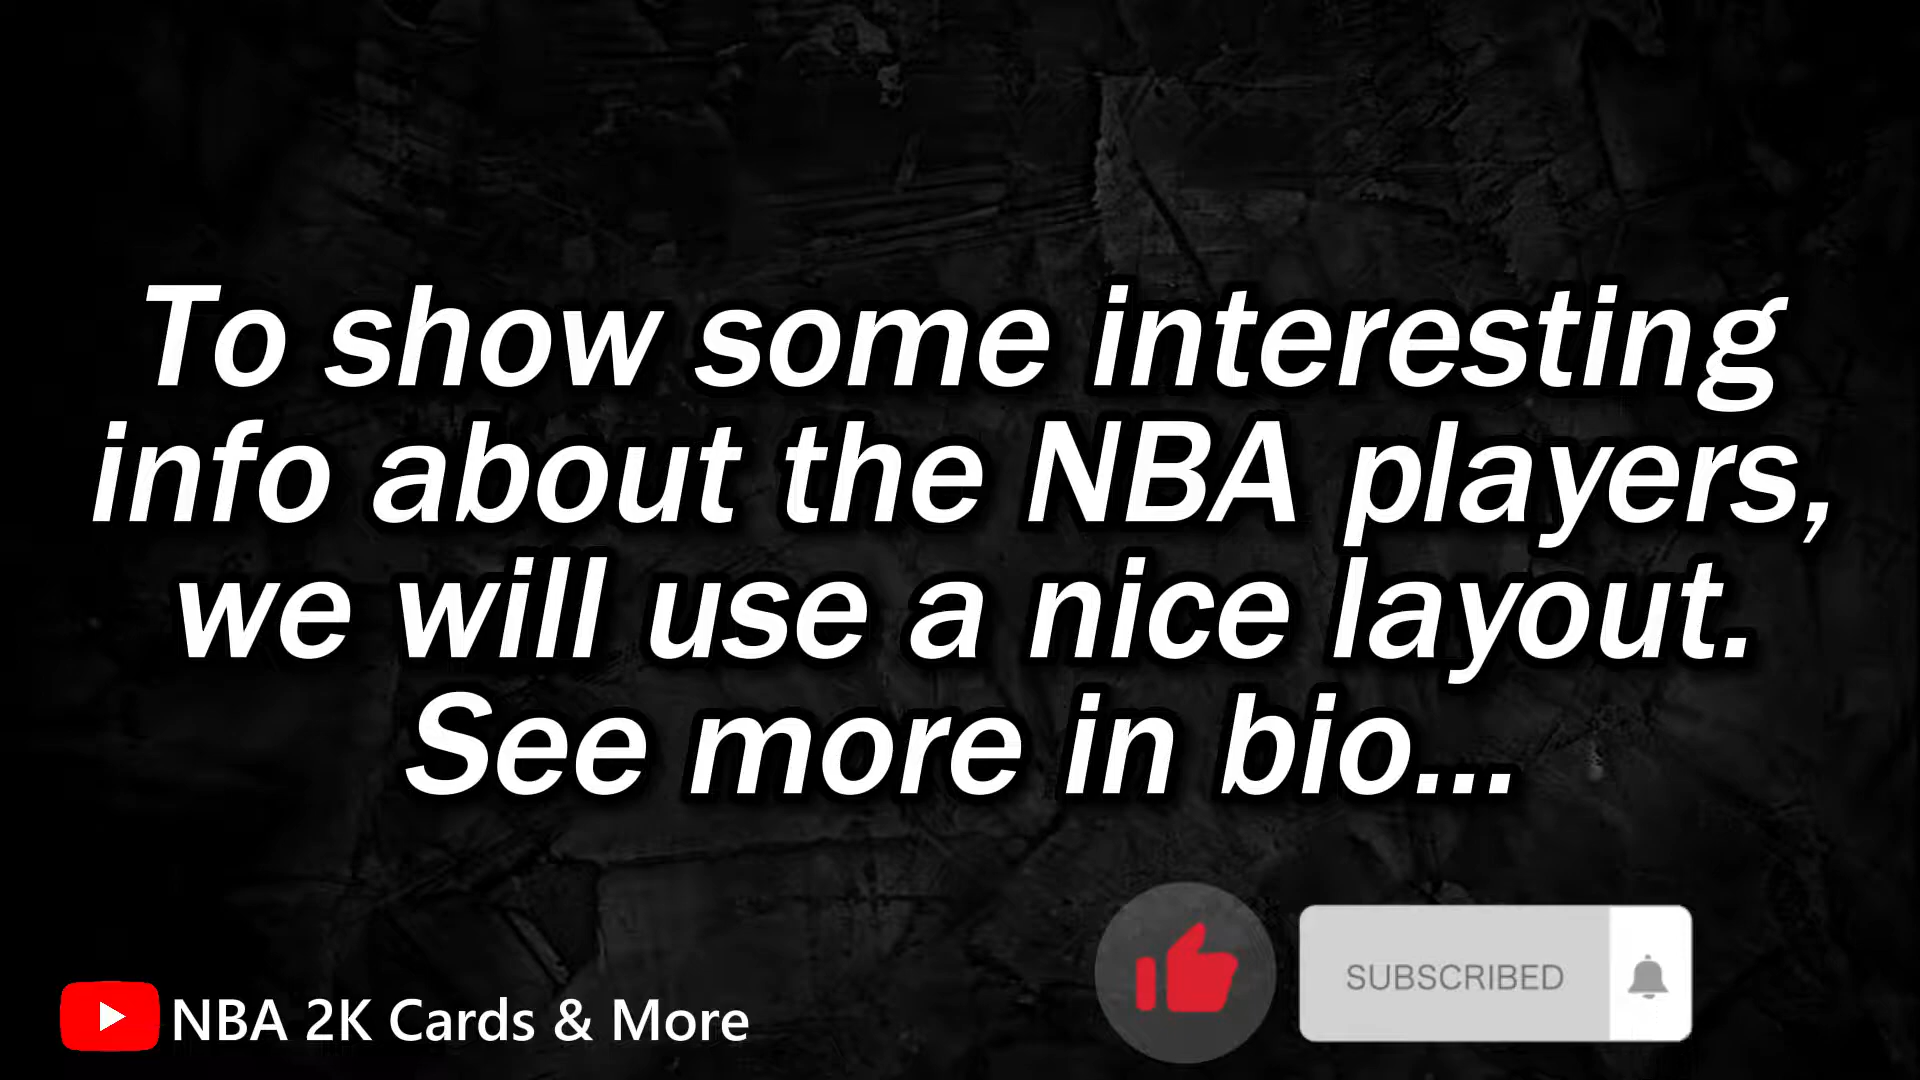 To show some interesting
info about the NBA players,
we will use a nice layout.
See more in bio...
SUBSCRIBED
NBA 2K Cards & More